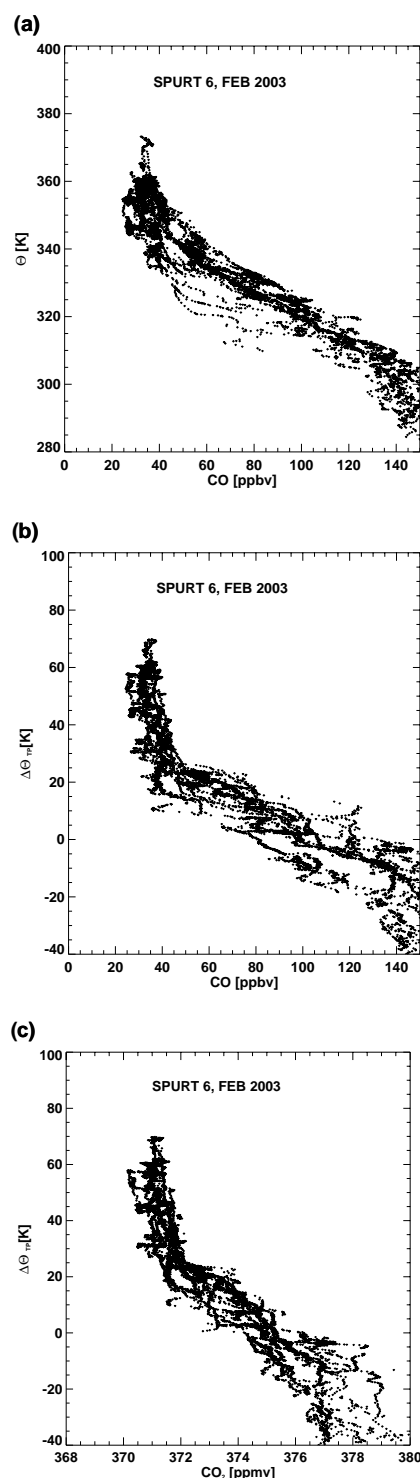 (a)
400
SPURT 6, FEB 2003
380
360
Θ [K]
340
320
300
280
0 20 40 60 80 100 120 140
CO [ppbv]
(b)
100
SPURT 6, FEB 2003
80
60
ΔΘ TP[K]
40
20
0
-20
-40
0 20 40 60 80 100 120 140
CO [ppbv]
(c)
100
SPURT 6, FEB 2003
80
60
ΔΘ TP[K]
40
20
0
-20
-40
368 370 372 374 376 378 380
CO2 [ppmv]